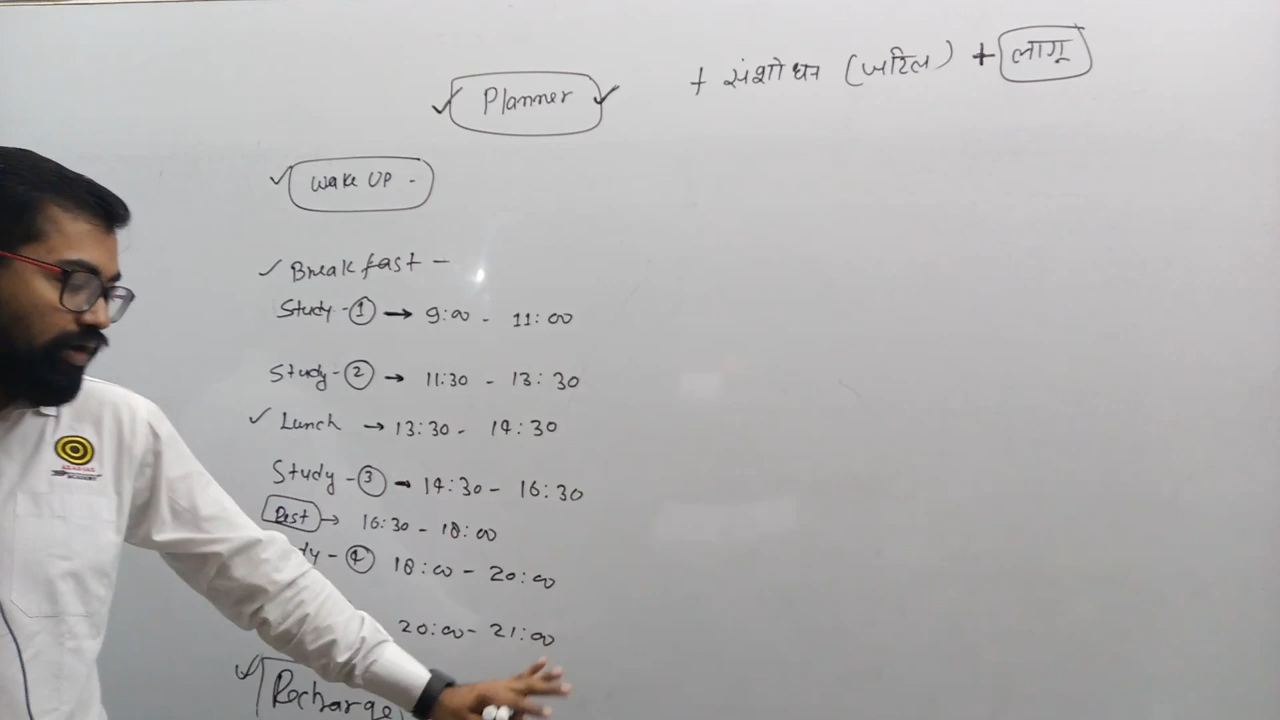 + संशोधन (जटिल) + लागू
✓ Planner ✓
✓ Wake UP -
✓ Breakfast -
Study - 1 → 9:00 - 11:00
Study - 2 → 11:30 - 13:30
✓ Lunch → 13:30 - 14:30
Study - 3 → 14:30 - 16:30
Rest → 16:30 - 18:00
dy - 4 18:00 - 20:00
20:00 - 21:00
✓ Recharge
ACADEMY